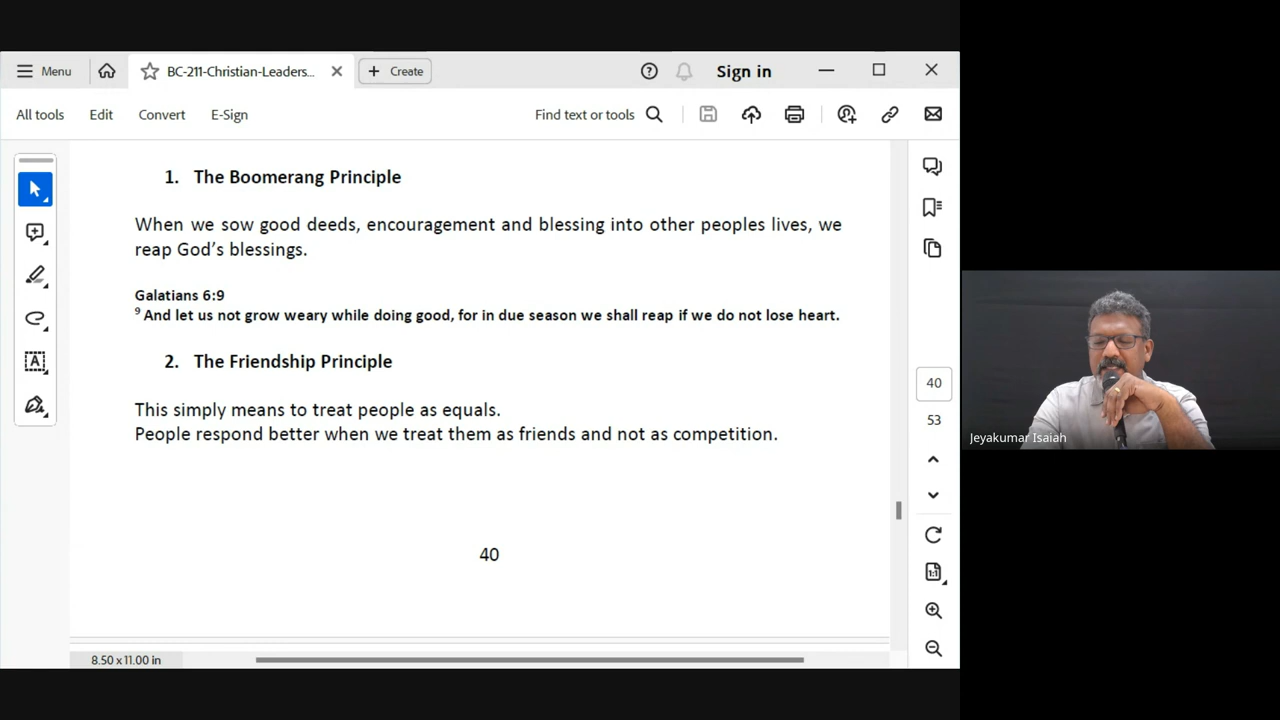 Menu
BC-211-Christian-Leaders...
Create
Sign in
All tools
Edit
Convert
E-Sign
Find text or tools
1. The Boomerang Principle
When we sow good deeds, encouragement and blessing into other peoples lives, we
reap God's blessings.
Galatians 6:9
9 And let us not grow weary while doing good, for in due season we shall reap if we do not lose heart.
2. The Friendship Principle
This simply means to treat people as equals.
People respond better when we treat them as friends and not as competition.
40
40
53
8.50 x 11.00 in
Jeyakumar Isaiah